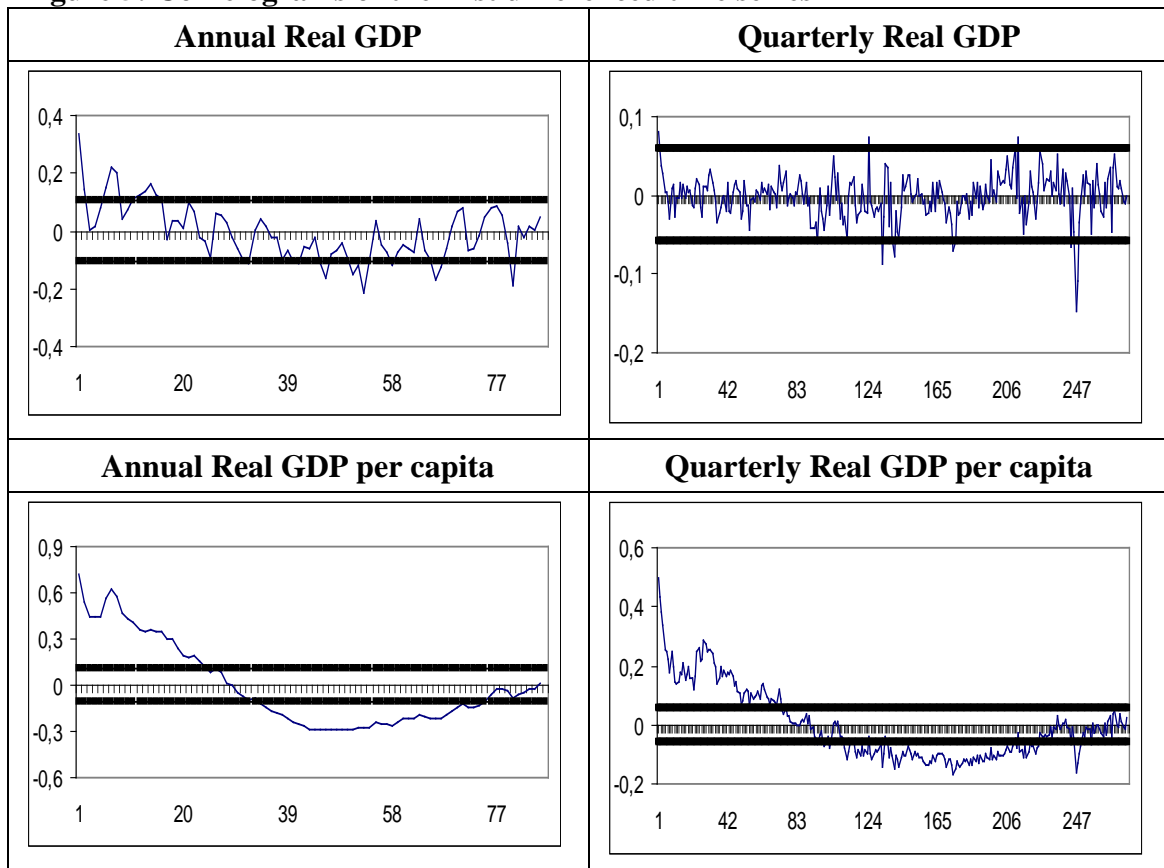 Annual Real GDP
Quarterly Real GDP
0,4
0,2
0
-0,2
-0,4
1 20 39 58 77
0,1
0
-0,1
-0,2
1 42 83 124 165 206 247
Annual Real GDP per capita
Quarterly Real GDP per capita
0,9
0,6
0,3
0
-0,3
-0,6
1 20 39 58 77
0,6
0,4
0,2
0
-0,2
1 42 83 124 165 206 247